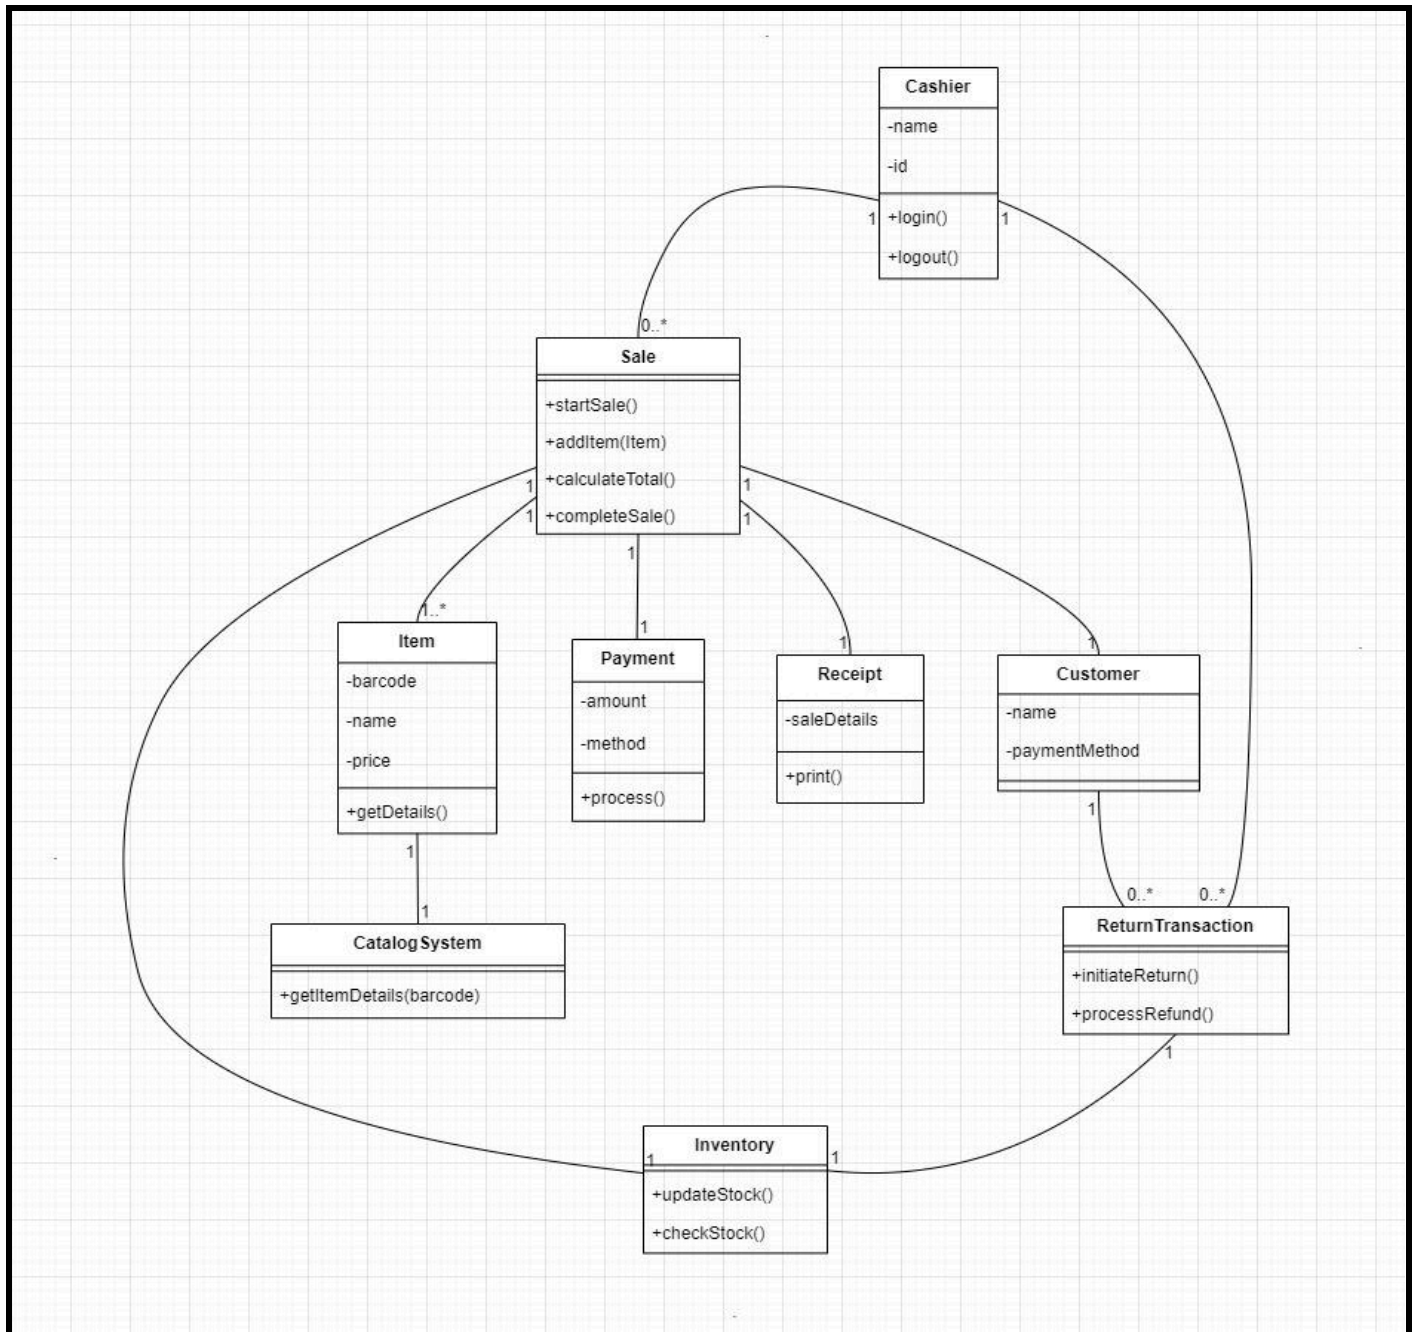 Cashier
-name
-id
+login()
+logout()
1
1
0..*
Sale
+startSale()
+addItem(Item)
+calculateTotal()
+completeSale()
1
1
1
1
1
1..*
1
1
1
Item
-barcode
-name
-price
+getDetails()
1
Payment
-amount
-method
+process()
Receipt
-saleDetails
+print()
Customer
-name
-paymentMethod
1
1
CatalogSystem
+getItemDetails(barcode)
0..*
0..*
ReturnTransaction
+initiateReturn()
+processRefund()
1
Inventory
1
1
+updateStock()
+checkStock()